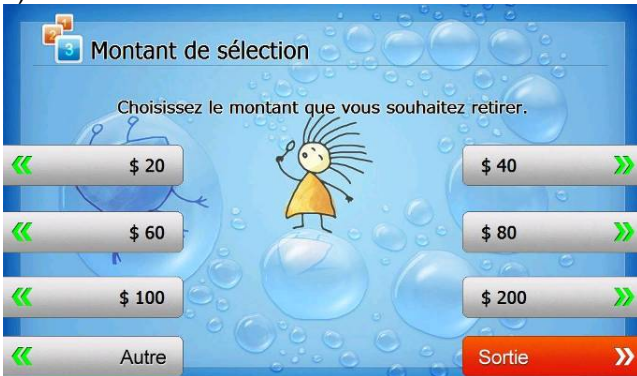 Montant de sélection
Choisissez le montant que vous souhaitez retirer.
$ 20
$ 40
$ 60
$ 80
$ 100
$ 200
Autre
Sortie